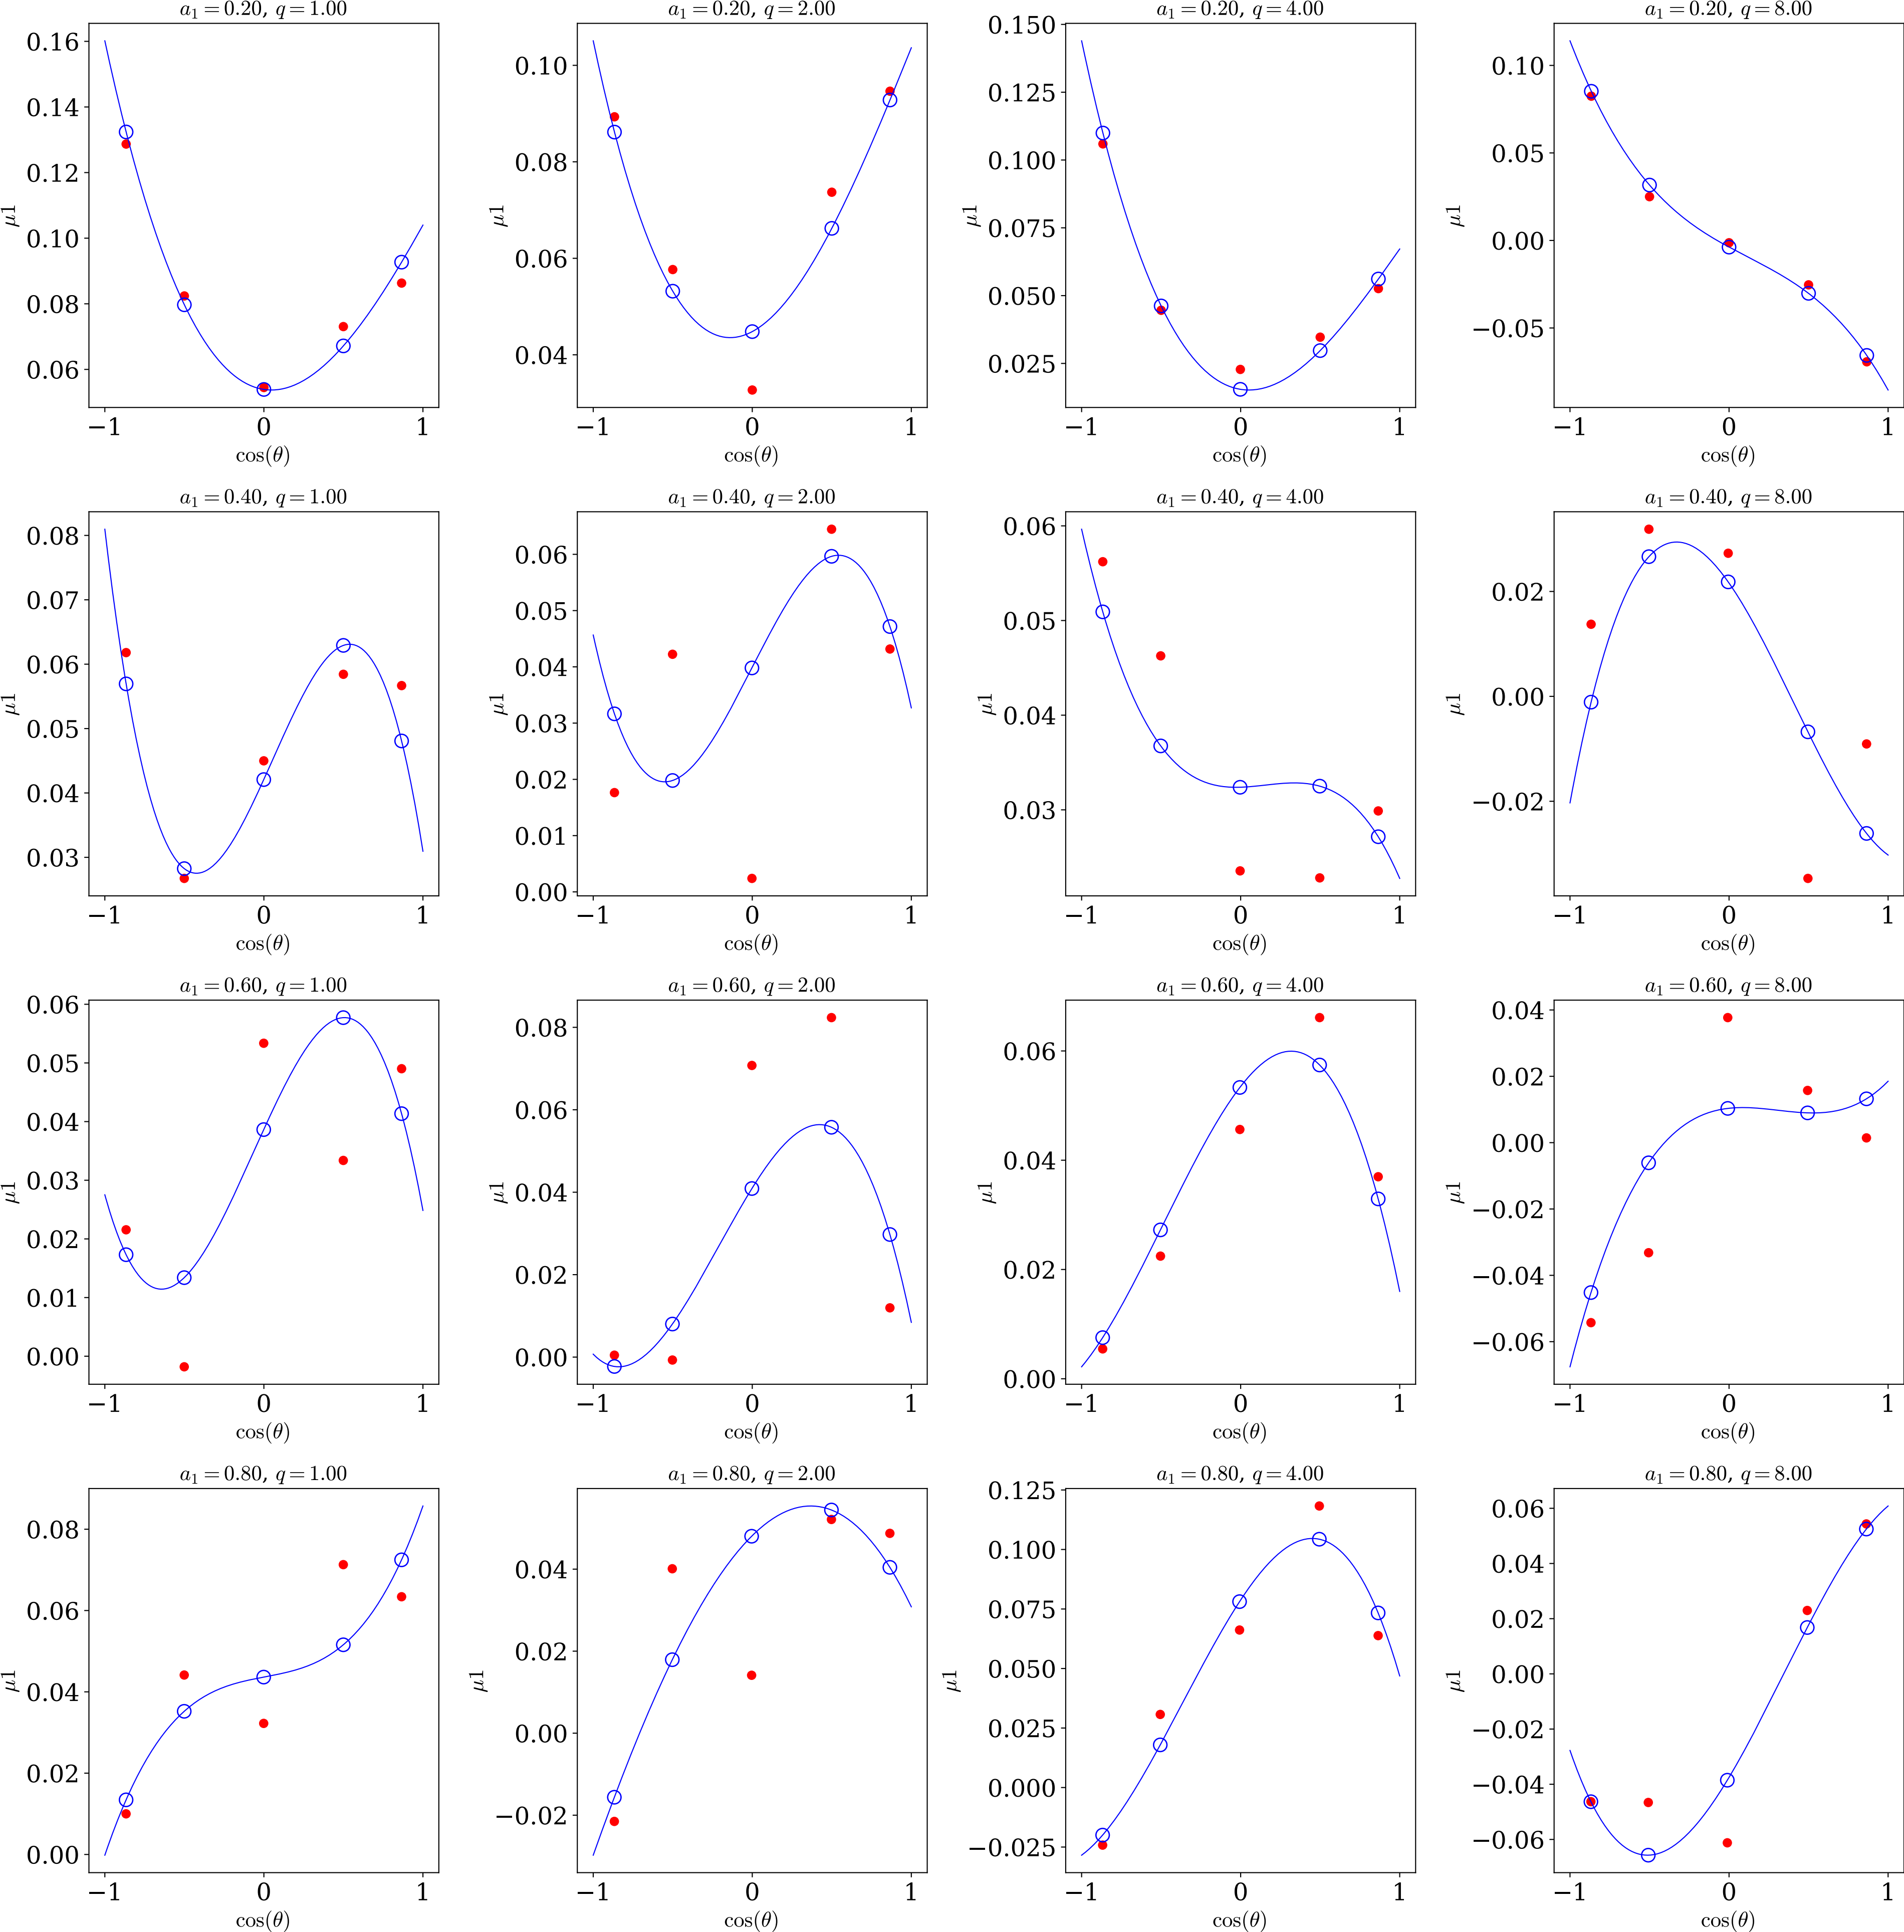 a₁ = 0.20, q = 1.00
0.16
0.14
0.12
0.10
0.08
0.06
μ1
−1 0 1
cos(θ)
a₁ = 0.20, q = 2.00
0.10
0.08
0.06
0.04
μ1
−1 0 1
cos(θ)
a₁ = 0.20, q = 4.00
0.150
0.125
0.100
0.075
0.050
0.025
μ1
−1 0 1
cos(θ)
a₁ = 0.20, q = 8.00
0.10
0.05
0.00
−0.05
μ1
−1 0 1
cos(θ)
a₁ = 0.40, q = 1.00
0.08
0.07
0.06
0.05
0.04
0.03
μ1
−1 0 1
cos(θ)
a₁ = 0.40, q = 2.00
0.06
0.05
0.04
0.03
0.02
0.01
0.00
μ1
−1 0 1
cos(θ)
a₁ = 0.40, q = 4.00
0.06
0.05
0.04
0.03
μ1
−1 0 1
cos(θ)
a₁ = 0.40, q = 8.00
0.02
0.00
−0.02
μ1
−1 0 1
cos(θ)
a₁ = 0.60, q = 1.00
0.06
0.05
0.04
0.03
0.02
0.01
0.00
μ1
−1 0 1
cos(θ)
a₁ = 0.60, q = 2.00
0.08
0.06
0.04
0.02
0.00
μ1
−1 0 1
cos(θ)
a₁ = 0.60, q = 4.00
0.06
0.04
0.02
0.00
μ1
−1 0 1
cos(θ)
a₁ = 0.60, q = 8.00
0.04
0.02
0.00
−0.02
−0.04
−0.06
μ1
−1 0 1
cos(θ)
a₁ = 0.80, q = 1.00
0.08
0.06
0.04
0.02
0.00
μ1
−1 0 1
cos(θ)
a₁ = 0.80, q = 2.00
0.04
0.02
0.00
−0.02
μ1
−1 0 1
cos(θ)
a₁ = 0.80, q = 4.00
0.125
0.100
0.075
0.050
0.025
0.000
−0.025
μ1
−1 0 1
cos(θ)
a₁ = 0.80, q = 8.00
0.06
0.04
0.02
0.00
−0.02
−0.04
−0.06
μ1
−1 0 1
cos(θ)